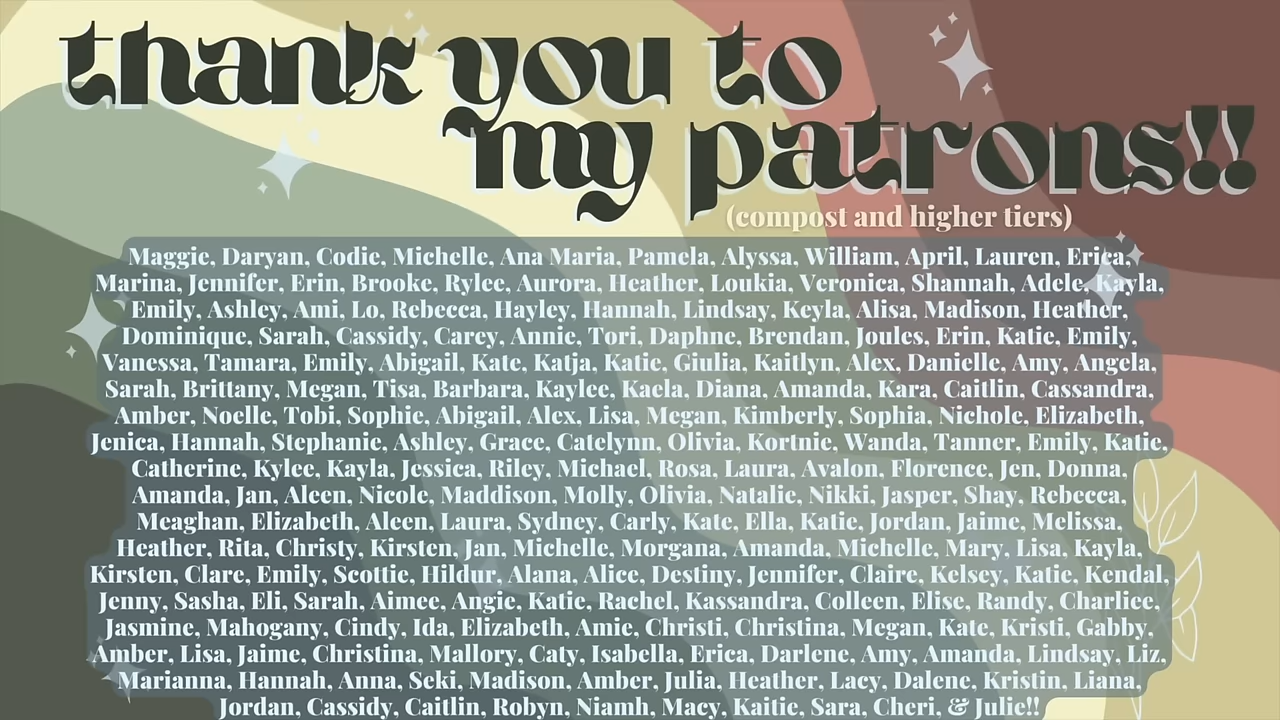 thank you to
my patrons!!
(compost and higher tiers)
Maggie, Daryan, Codie, Michelle, Ana Maria, Pamela, Alyssa, William, April, Lauren, Erica,
Marina, Jennifer, Erin, Brooke, Rylee, Aurora, Heather, Loukia, Veronica, Shannah, Adele, Kayla,
Emily, Ashley, Ami, Lo, Rebecca, Hayley, Hannah, Lindsay, Keyla, Alisa, Madison, Heather,
Dominique, Sarah, Cassidy, Carey, Annie, Tori, Daphne, Brendan, Joules, Erin, Katie, Emily,
Vanessa, Tamara, Emily, Abigail, Kate, Katja, Katie, Giulia, Kaitlyn, Alex, Danielle, Amy, Angela,
Sarah, Brittany, Megan, Tisa, Barbara, Kaylee, Kaela, Diana, Amanda, Kara, Caitlin, Cassandra,
Amber, Noelle, Tobi, Sophie, Abigail, Alex, Lisa, Megan, Kimberly, Sophia, Nichole, Elizabeth,
Jenica, Hannah, Stephanie, Ashley, Grace, Catelynn, Olivia, Kortnie, Wanda, Tanner, Emily, Katie,
Catherine, Kylee, Kayla, Jessica, Riley, Michael, Rosa, Laura, Avalon, Florence, Jen, Donna,
Amanda, Jan, Aleen, Nicole, Maddison, Molly, Olivia, Natalie, Nikki, Jasper, Shay, Rebecca,
Meaghan, Elizabeth, Aleen, Laura, Sydney, Carly, Kate, Ella, Katie, Jordan, Jaime, Melissa,
Heather, Rita, Christy, Kirsten, Jan, Michelle, Morgana, Amanda, Michelle, Mary, Lisa, Kayla,
Kirsten, Clare, Emily, Scottie, Hildur, Alana, Alice, Destiny, Jennifer, Claire, Kelsey, Katie, Kendal,
Jenny, Sasha, Eli, Sarah, Aimee, Angie, Katie, Rachel, Kassandra, Colleen, Elise, Randy, Charlice,
Jasmine, Mahogany, Cindy, Ida, Elizabeth, Amie, Christi, Christina, Megan, Kate, Kristi, Gabby,
Amber, Lisa, Jaime, Christina, Mallory, Caty, Isabella, Erica, Darlene, Amy, Amanda, Lindsay, Liz,
Marianna, Hannah, Anna, Seki, Madison, Amber, Julia, Heather, Lacy, Dalene, Kristin, Liana,
Jordan, Cassidy, Caitlin, Robyn, Niamh, Macy, Kaitie, Sara, Cheri, & Julie!!